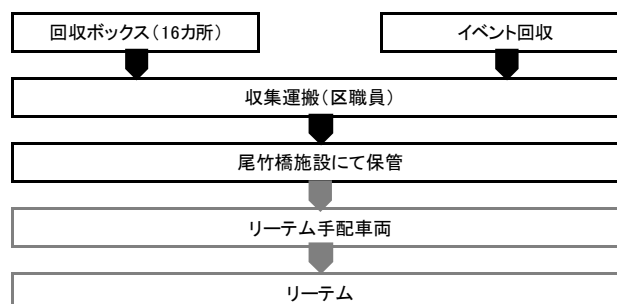 回収ボックス（16カ所）
イベント回収
収集運搬（区職員）
尾竹橋施設にて保管
リーテム手配車両
リーテム